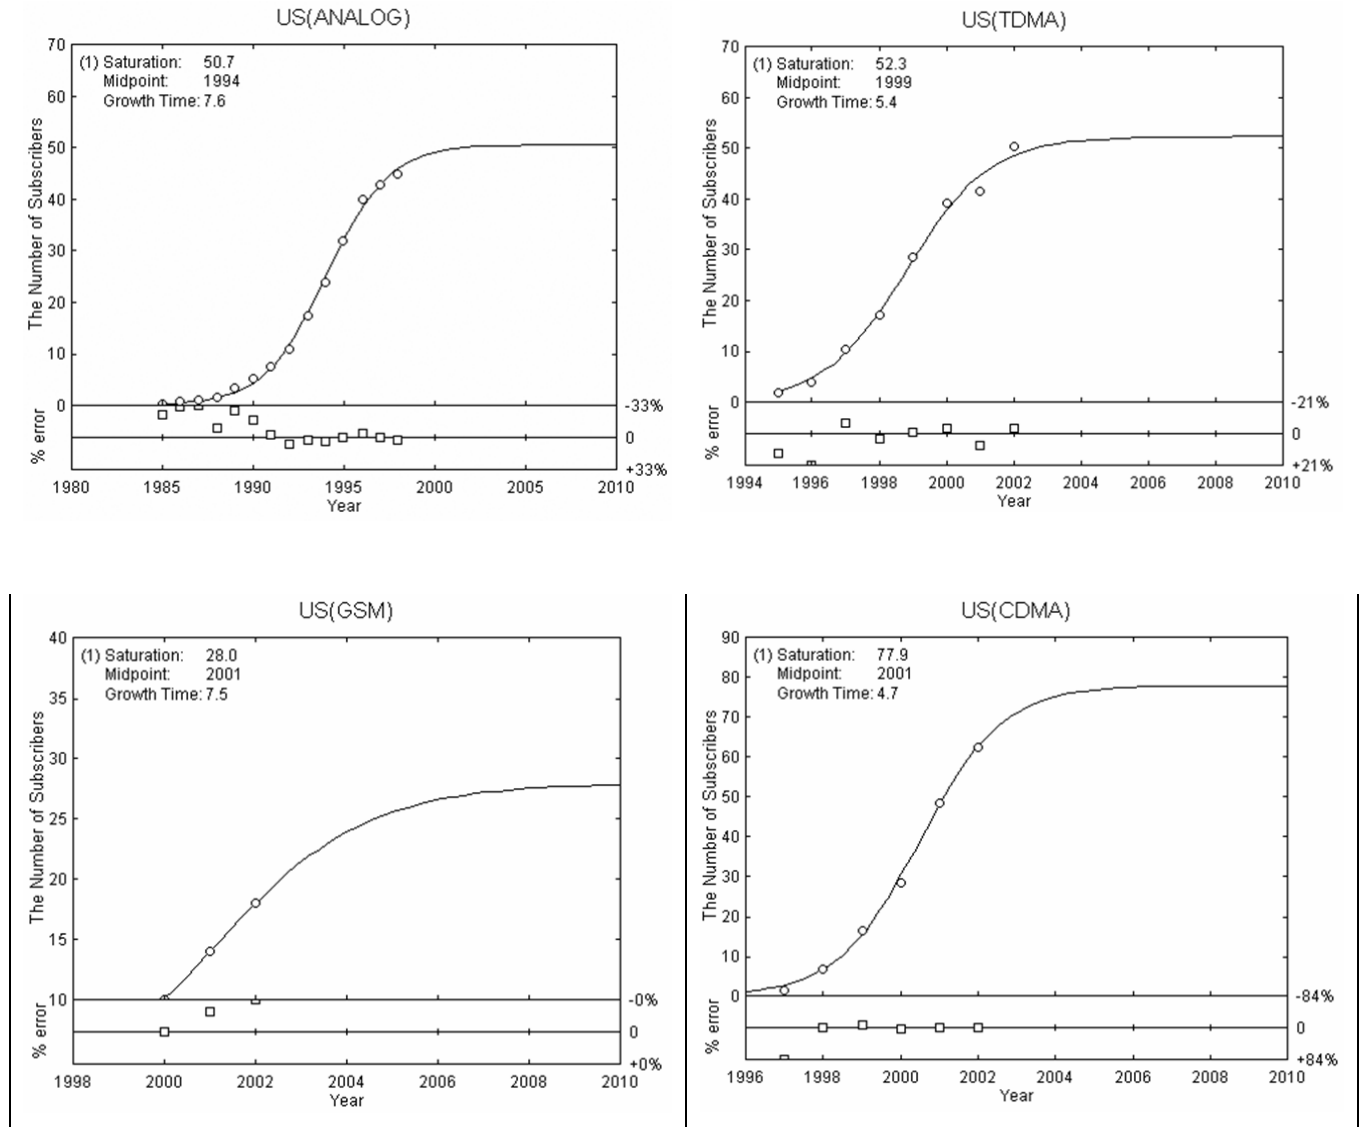 US(ANALOG)
70
60
50
40
30
20
10
0
(1) Saturation: 50.7
Midpoint: 1994
Growth Time: 7.6
The Number of Subscribers
% error
-33%
0
+33%
1980 1985 1990 1995 2000 2005 2010
Year
US(TDMA)
70
60
50
40
30
20
10
0
(1) Saturation: 52.3
Midpoint: 1999
Growth Time: 5.4
The Number of Subscribers
% error
-21%
0
+21%
1994 1996 1998 2000 2002 2004 2006 2008 2010
Year
US(GSM)
40
35
30
25
20
15
10
(1) Saturation: 28.0
Midpoint: 2001
Growth Time: 7.5
The Number of Subscribers
% error
-0%
0
+0%
1998 2000 2002 2004 2006 2008 2010
Year
US(CDMA)
90
80
70
60
50
40
30
20
10
0
(1) Saturation: 77.9
Midpoint: 2001
Growth Time: 4.7
The Number of Subscribers
% error
-84%
0
+84%
1996 1998 2000 2002 2004 2006 2008 2010
Year